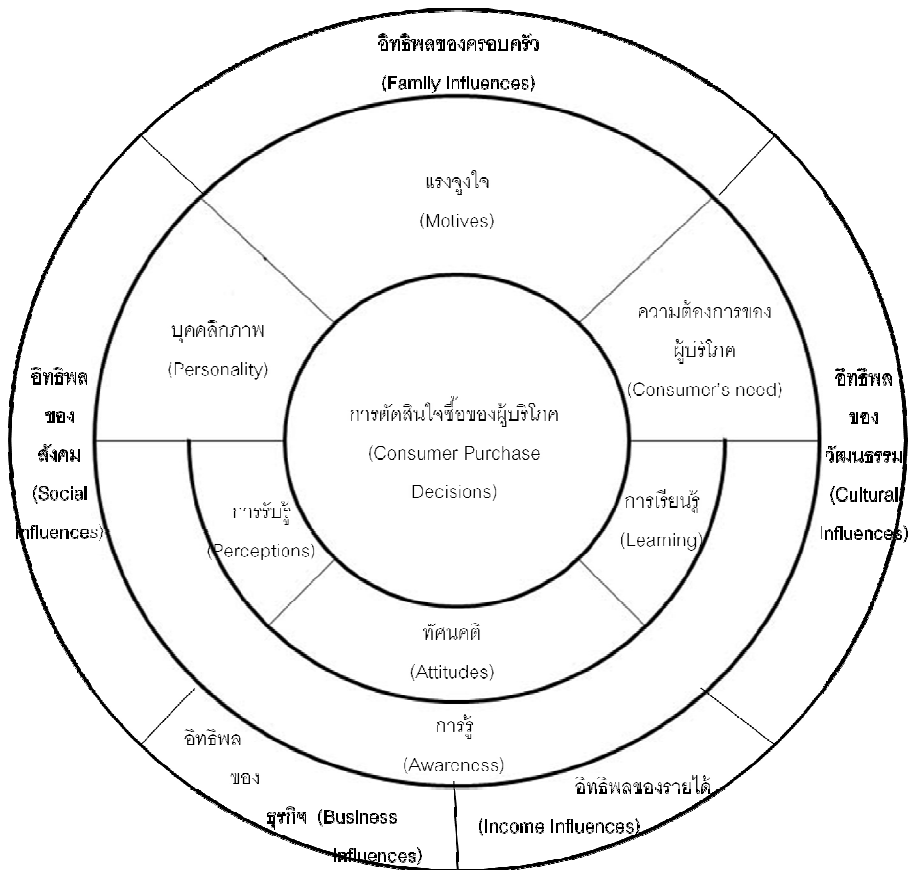 อิทธิพลของครอบครัว
(Family Influences)
แรงจูงใจ
(Motives)
บุคคลิกภาพ
(Personality)
ความต้องการของ
ผู้บริโภค
(Consumer's need)
อิทธิพล
ของ
สังคม
(Social
Influences)
การตัดสินใจซื้อของผู้บริโภค
(Consumer Purchase
Decisions)
อิทธิพล
ของ
วัฒนธรรม
(Cultural
Influences)
การรับรู้
(Perceptions)
การเรียนรู้
(Learning)
ทัศนคติ
(Attitudes)
การรู้
(Awareness)
อิทธิพล
ของ
ธุรกิจ (Business
Influences)
อิทธิพลของรายได้
(Income Influences)